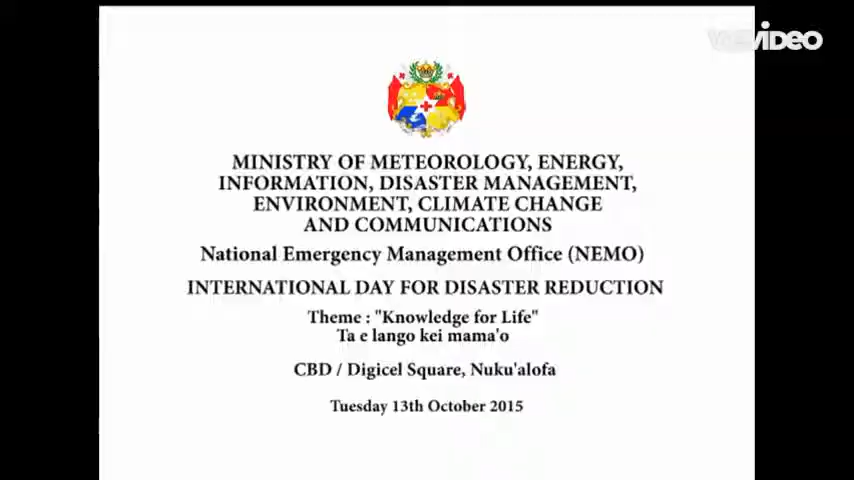 WeVideo
MINISTRY OF METEOROLOGY, ENERGY,
INFORMATION, DISASTER MANAGEMENT,
ENVIRONMENT, CLIMATE CHANGE
AND COMMUNICATIONS
National Emergency Management Office (NEMO)
INTERNATIONAL DAY FOR DISASTER REDUCTION
Theme : "Knowledge for Life"
Ta e lango kei mama'o
CBD / Digicel Square, Nuku'alofa
Tuesday 13th October 2015